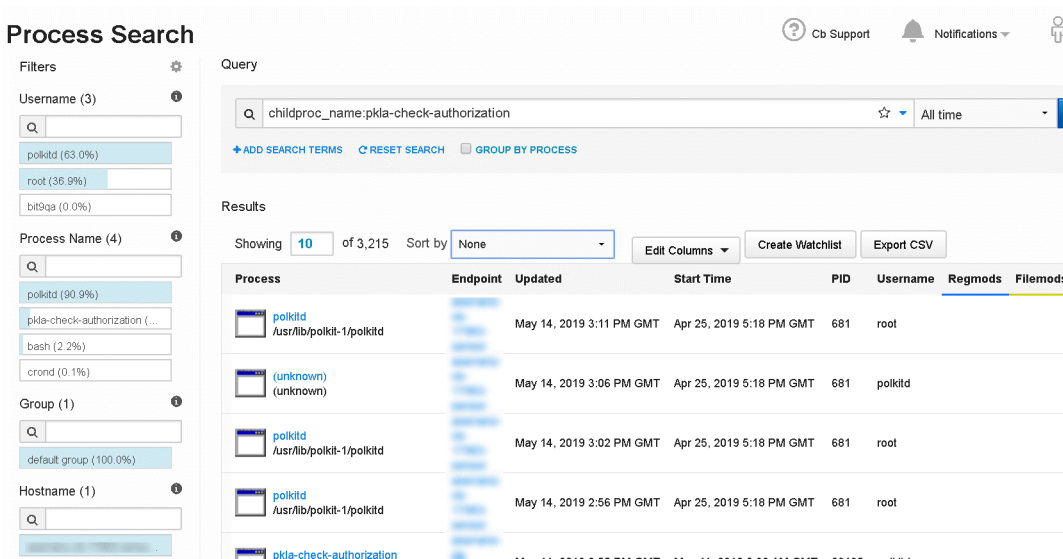 Process Search
Cb Support
Notifications
Filters
Username (3)
polkitd (63.0%)
root (36.9%)
bit9qa (0.0%)
Process Name (4)
polkitd (90.9%)
pkla-check-authorization (...
bash (2.2%)
crond (0.1%)
Group (1)
default group (100.0%)
Hostname (1)
Query
childproc_name:pkla-check-authorization
All time
+ADD SEARCH TERMS RESET SEARCH GROUP BY PROCESS
Results
Showing 10 of 3,215 Sort by None Edit Columns Create Watchlist Export CSV
Process Endpoint Updated Start Time PID Username Regmods Filemods
polkitd
/usr/lib/polkit-1/polkitd
May 14, 2019 3:11 PM GMT Apr 25, 2019 5:18 PM GMT 681 root
(unknown)
(unknown)
May 14, 2019 3:06 PM GMT Apr 25, 2019 5:18 PM GMT 681 polkitd
polkitd
/usr/lib/polkit-1/polkitd
May 14, 2019 3:02 PM GMT Apr 25, 2019 5:18 PM GMT 681 root
polkitd
/usr/lib/polkit-1/polkitd
May 14, 2019 2:56 PM GMT Apr 25, 2019 5:18 PM GMT 681 root
pkla-check-authorization